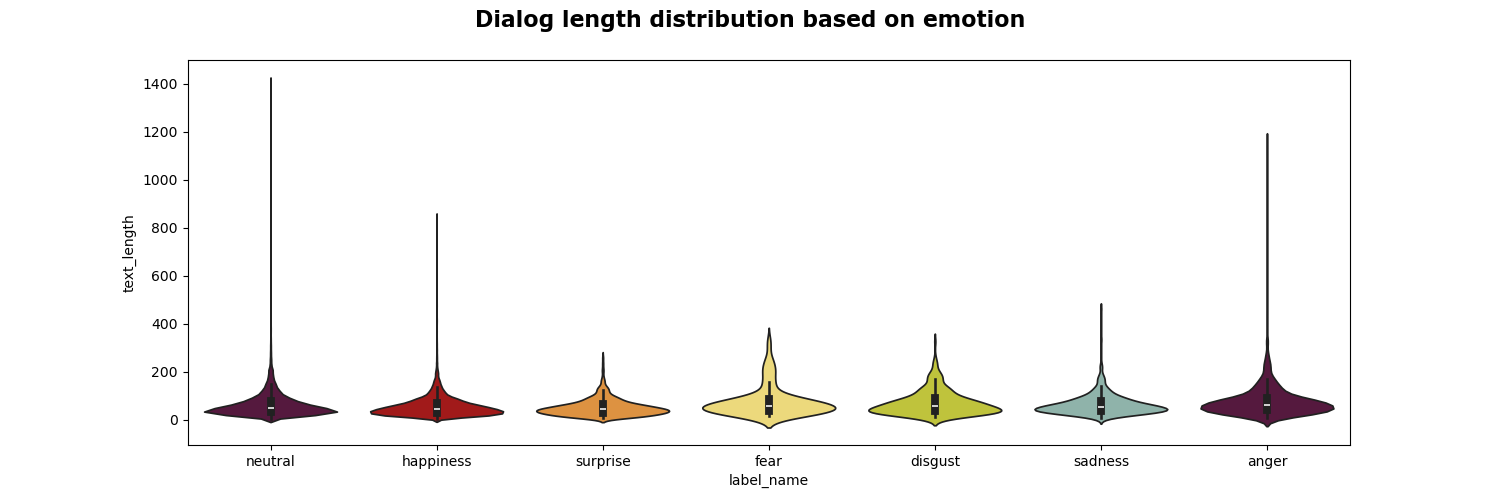 Dialog length distribution based on emotion
1400
1200
1000
800
600
400
200
0
text_length
neutral happiness surprise fear disgust sadness anger
label_name